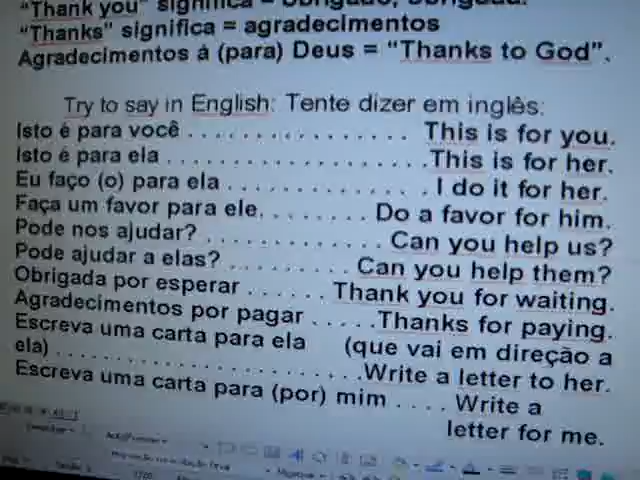 "Thank you" significa = obrigado, obrigada.
"Thanks" significa = agradecimentos
Agradecimentos á (para) Deus = "Thanks to God".
Try to say in English: Tente dizer em inglês:
Isto é para você . . . . . . . . . . . . . . . . This is for you.
Isto é para ela . . . . . . . . . . . . . . . . . . . This is for her.
Eu faço (o) para ela . . . . . . . . . . . . . . . I do it for her.
Faça um favor para ele. . . . . . . . . Do a favor for him.
Pode nos ajudar? . . . . . . . . . . . . . Can you help us?
Pode ajudar a elas? . . . . . . . . . Can you help them?
Obrigada por esperar . . . . . . Thank you for waiting.
Agradecimentos por pagar . . . . . Thanks for paying.
Escreva uma carta para ela (que vai em direção a
ela) . . . . . . . . . . . . . . . . . . . . . . .Write a letter to her.
Escreva uma carta para (por) mim . . . . Write a
letter for me.